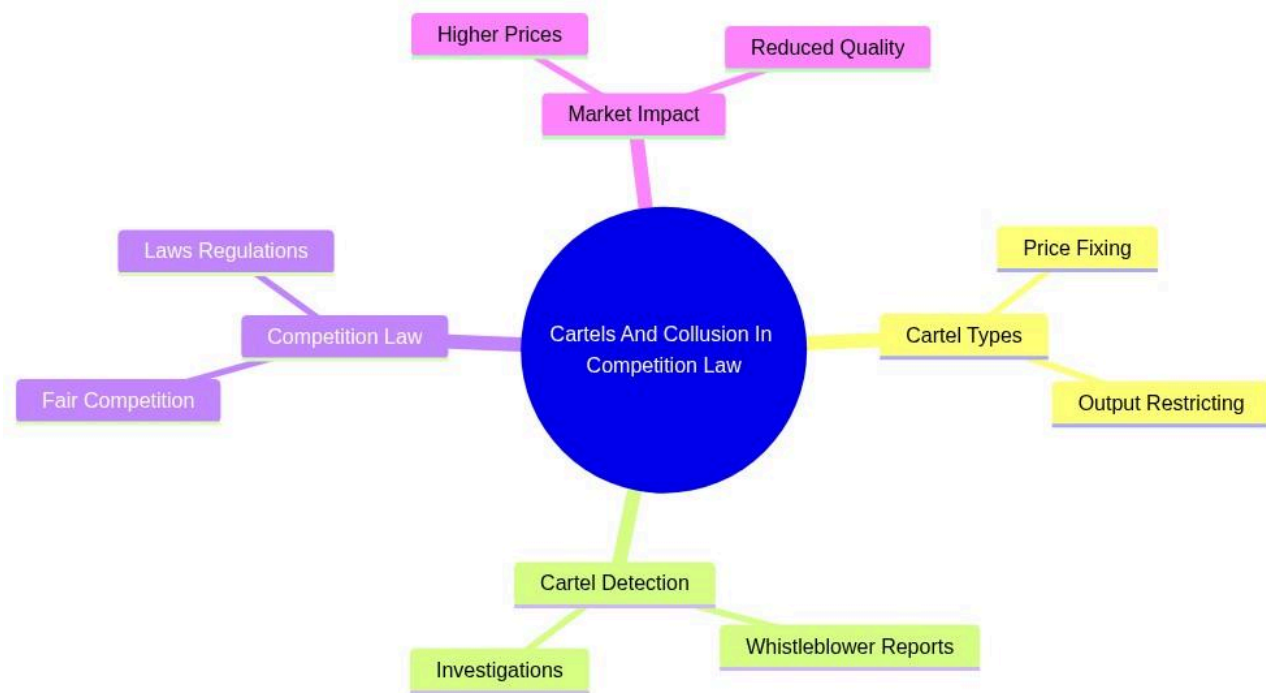 Higher Prices
Reduced Quality
Market Impact
Laws Regulations
Price Fixing
Competition Law
Cartels And Collusion In
Competition Law
Cartel Types
Fair Competition
Output Restricting
Cartel Detection
Whistleblower Reports
Investigations